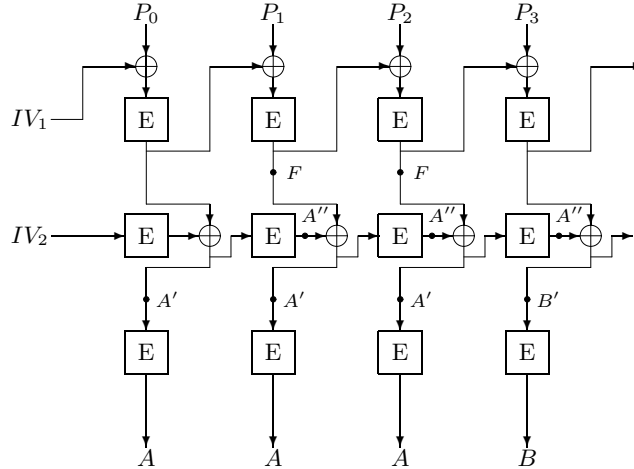 P₀ P₁ P₂ P₃
IV₁
E E E E
F F
A'' A'' A''
IV₂ E E E E
A' A' A' B'
E E E E
A A A B